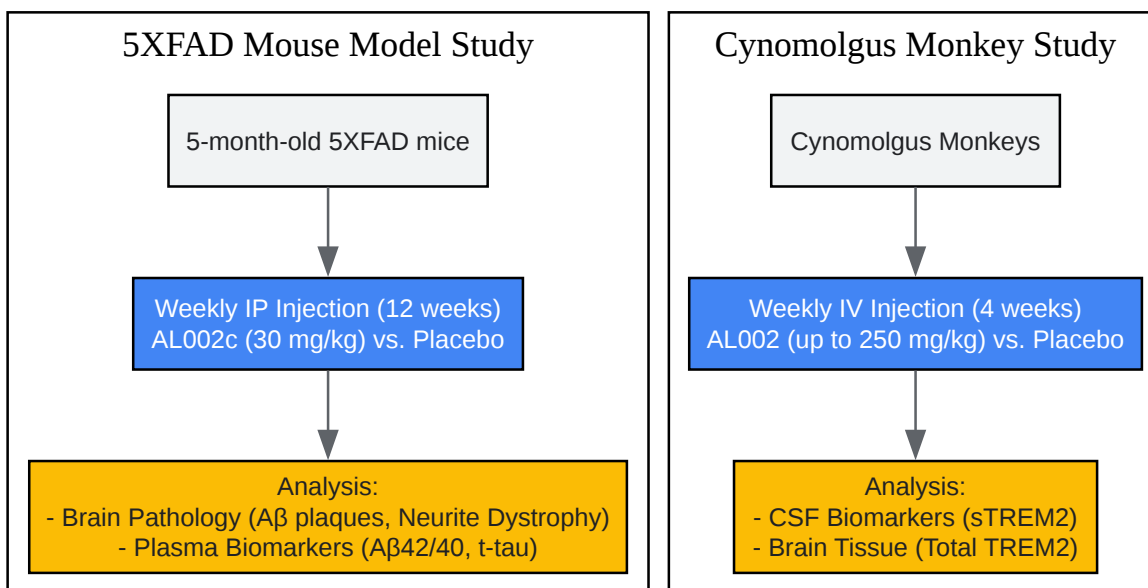 5XFAD Mouse Model Study
5-month-old 5XFAD mice
Weekly IP Injection (12 weeks)
AL002c (30 mg/kg) vs. Placebo
Analysis:
- Brain Pathology (Aβ plaques, Neurite Dystrophy)
- Plasma Biomarkers (Aβ42/40, t-tau)
Cynomolgus Monkey Study
Cynomolgus Monkeys
Weekly IV Injection (4 weeks)
AL002 (up to 250 mg/kg) vs. Placebo
Analysis:
- CSF Biomarkers (sTREM2)
- Brain Tissue (Total TREM2)